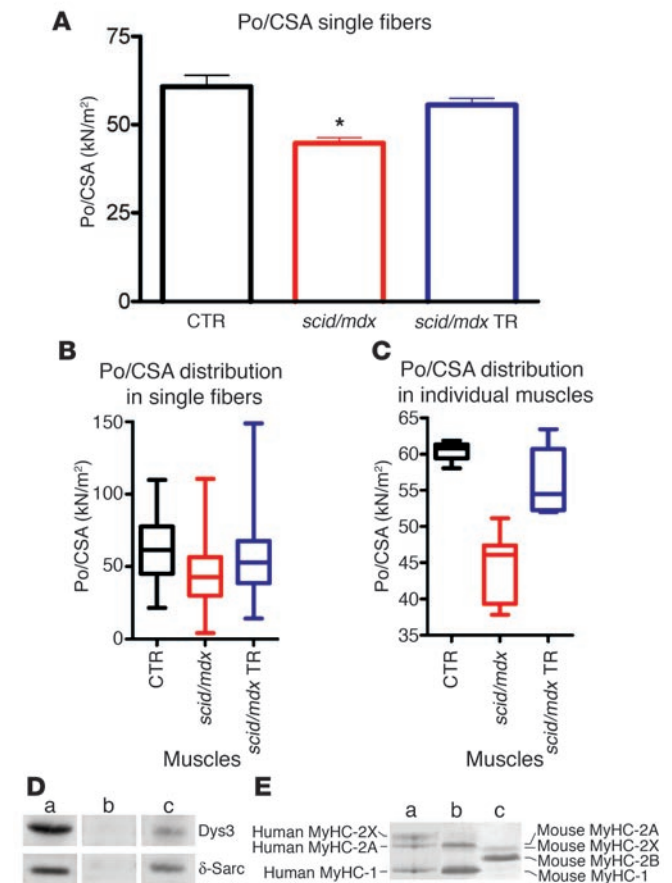 A
Po/CSA single fibers
Po/CSA (kN/m²)
75
50
25
0
*
CTR
scid/mdx
scid/mdx TR
B
Po/CSA distribution
in single fibers
Po/CSA (kN/m²)
150
100
50
0
CTR
scid/mdx
scid/mdx TR
Muscles
C
Po/CSA distribution
in individual muscles
Po/CSA (kN/m²)
65
60
55
50
45
40
35
CTR
scid/mdx
scid/mdx TR
Muscles
D
a b c
Dys3
δ-Sarc
E
a b c
Human MyHC-2X
Human MyHC-2A
Human MyHC-1
Mouse MyHC-2A
Mouse MyHC-2X
Mouse MyHC-2B
Mouse MyHC-1